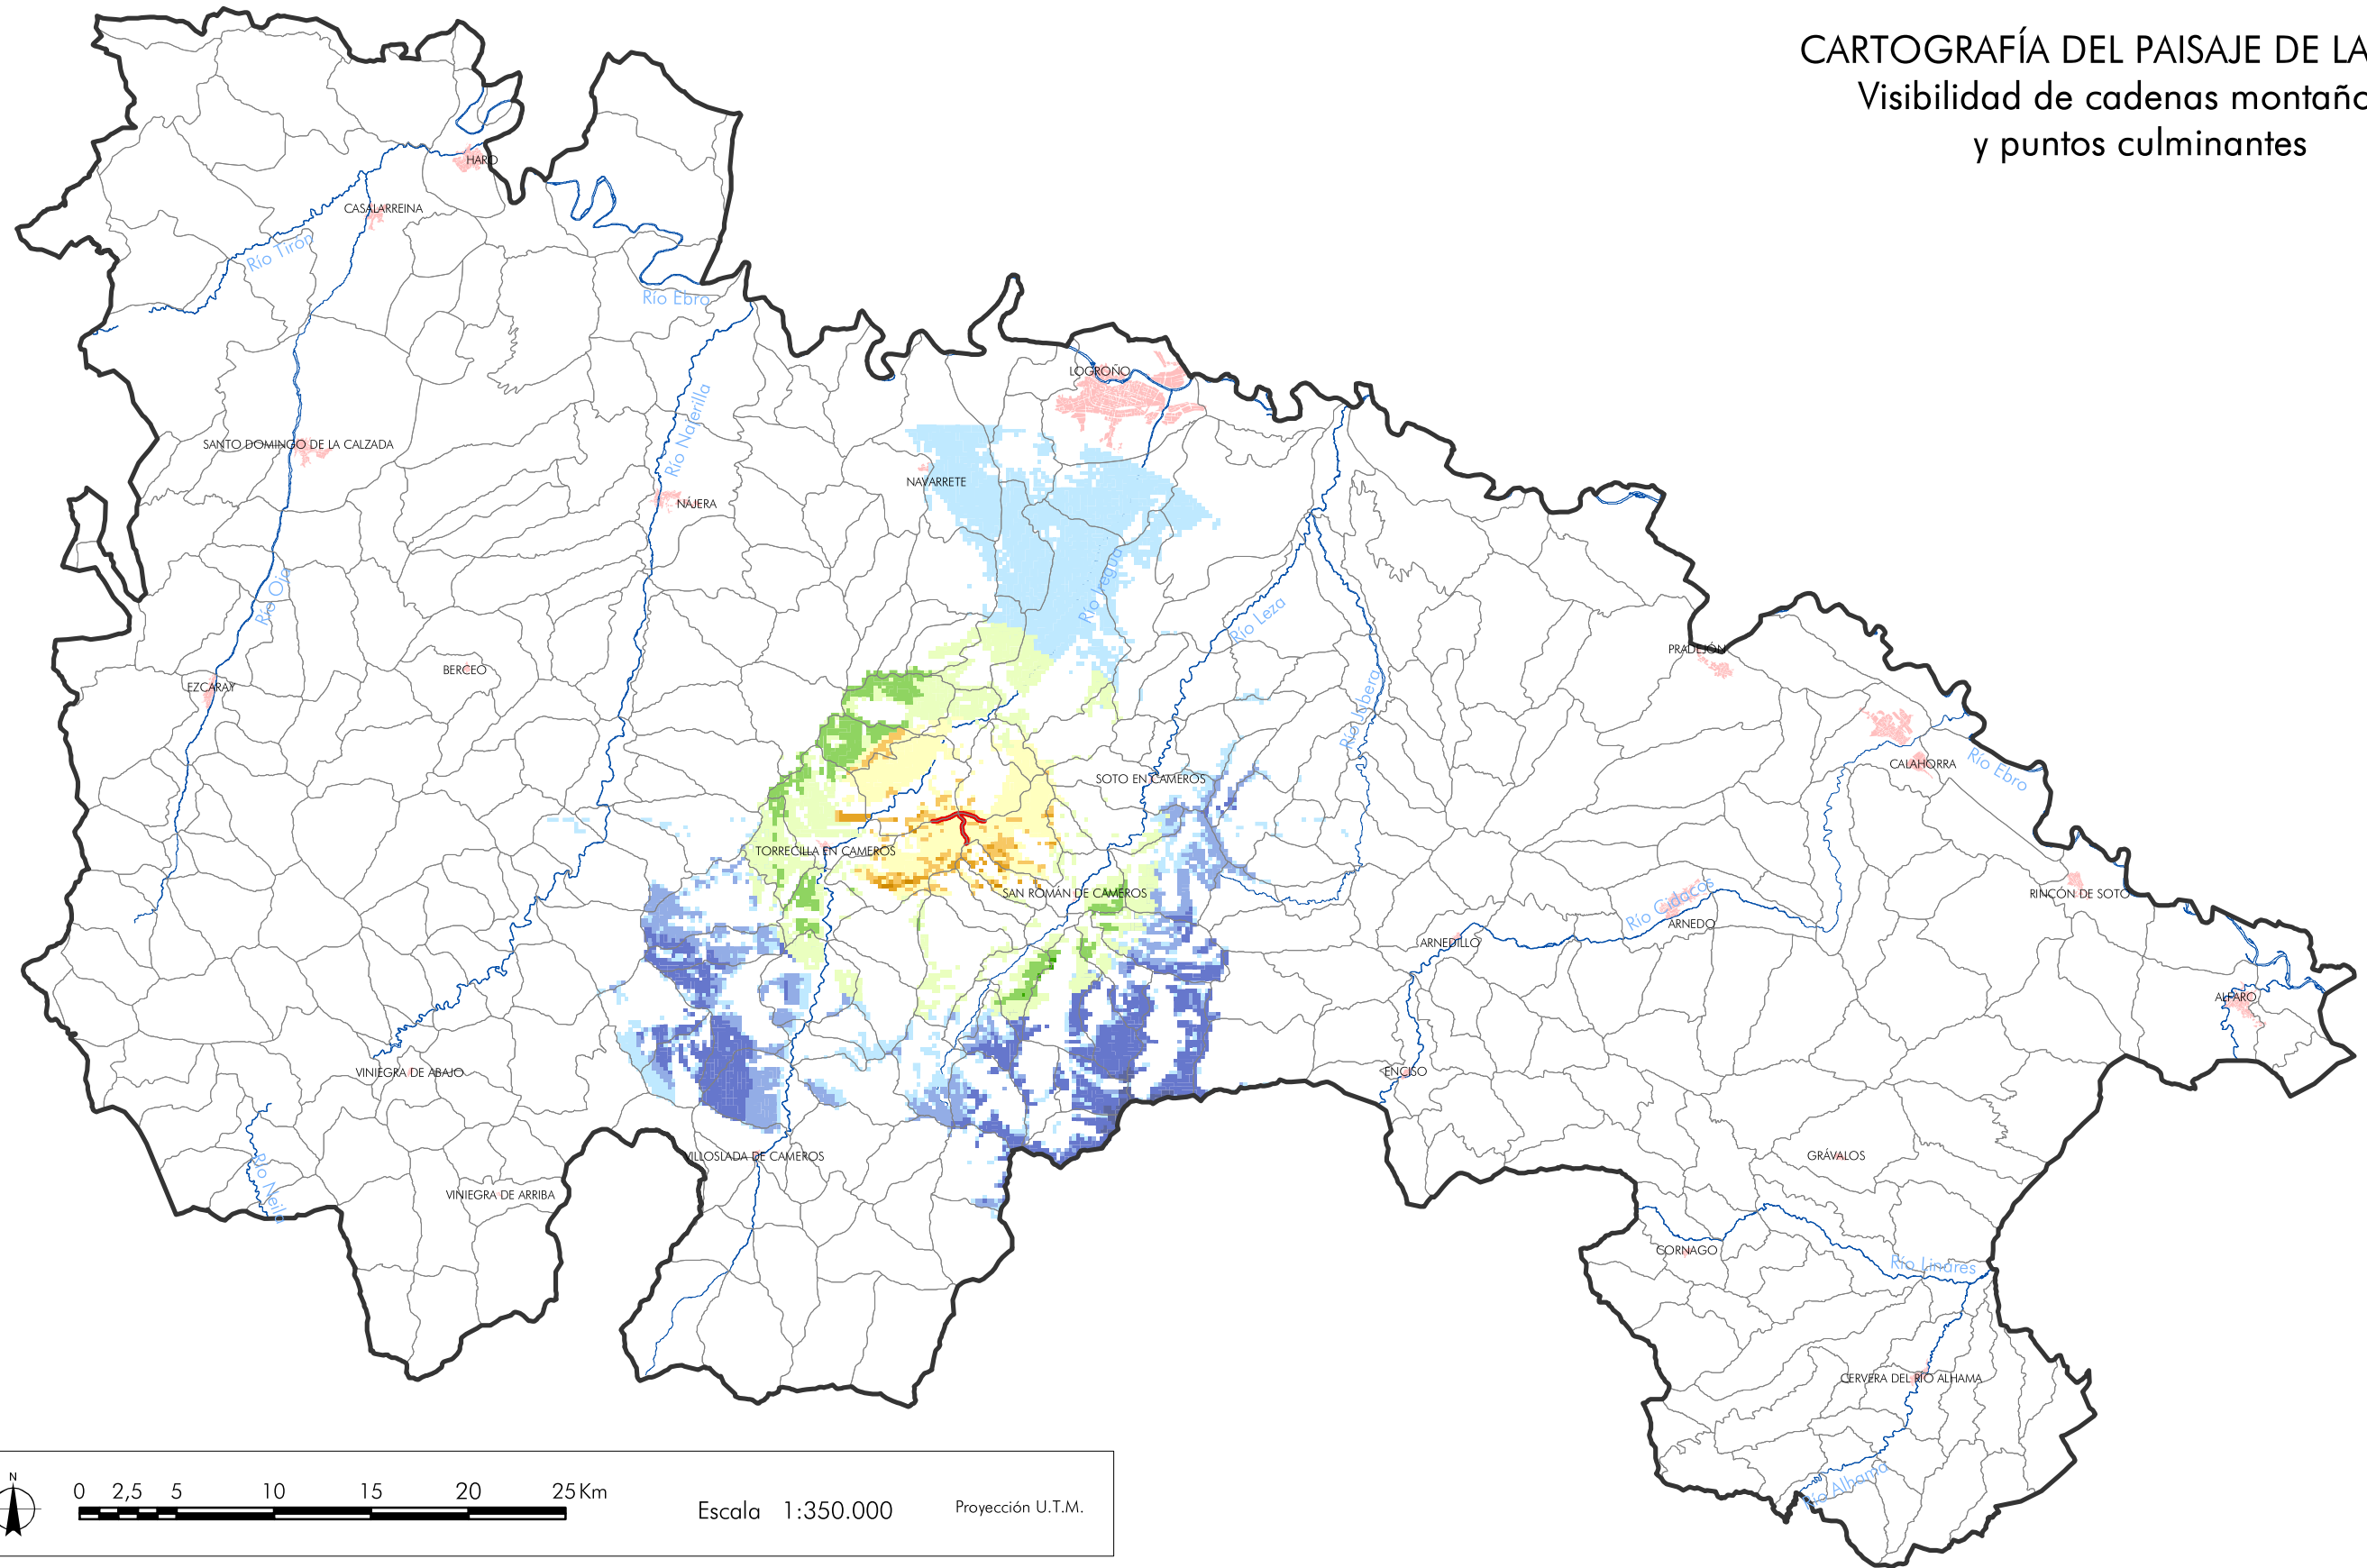 CARTOGRAFÍA DEL PAISAJE DE LA
Visibilidad de cadenas montaño
y puntos culminantes
HARO
CASALARREINA
Río Tirón
Río Ebro
LOGROÑO
Río Najerilla
SANTO DOMINGO DE LA CALZADA
NAVARRETE
NÁJERA
Río Oja
Río Iregua
Río Leza
BERCEO
PRADEJÓN
EZCARAY
Río Jubera
CALAHORRA
Río Ebro
SOTO EN CAMEROS
TORRECILLA EN CAMEROS
SAN ROMÁN DE CAMEROS
RINCÓN DE SOTO
Río Cidacos
ARNEDO
ARNEDILLO
ALFARO
VINIEGRA DE ABAJO
ENCISO
VILLOSLADA DE CAMEROS
GRÁVALOS
Río Neila
VINIEGRA DE ARRIBA
CORNAGO
Río Linares
CERVERA DEL RÍO ALHAMA
Río Alhama
N
0 2,5 5 10 15 20 25 Km
Escala 1:350.000
Proyección U.T.M.